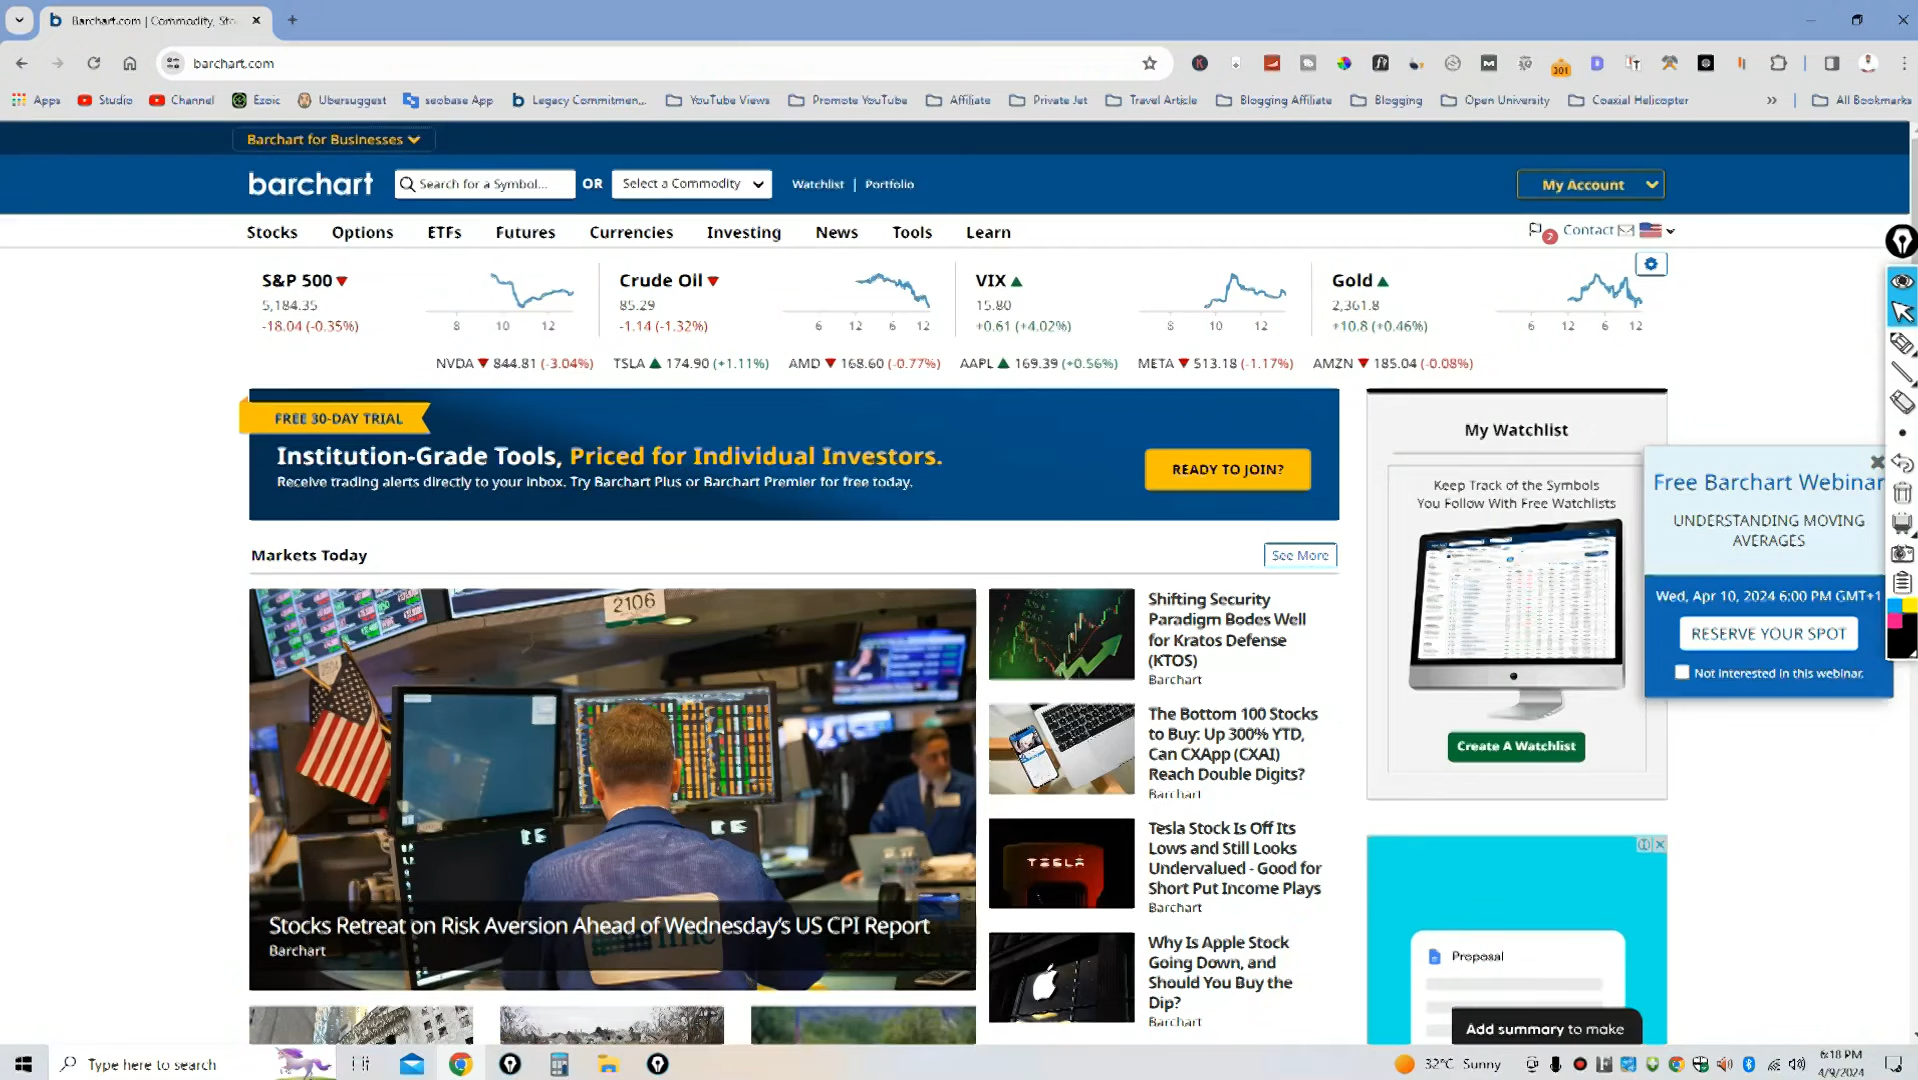 Barchart.com | Commodity, Sto
barchart.com
Apps Studio Channel Ezoic Ubersuggest seobase App Legacy Commitmen... YouTube Views Promote YouTube Affiliate Private Jet Travel Article Blogging Affiliate Blogging Open University Coaxial Helicopter » All Bookmarks
301
Barchart for Businesses
barchart Search for a Symbol... OR Select a Commodity Watchlist | Portfolio My Account
Stocks Options ETFs Futures Currencies Investing News Tools Learn Contact
S&P 500
5,184.35
-18.04 (-0.35%)
8 10 12
Crude Oil
85.29
-1.14 (-1.32%)
6 12 6 12
VIX
15.80
+0.61 (+4.02%)
8 10 12
Gold
2,361.8
+10.8 (+0.46%)
6 12 6 12
NVDA 844.81 (-3.04%) TSLA 174.90 (+1.11%) AMD 168.60 (-0.77%) AAPL 169.39 (+0.56%) META 513.18 (-1.17%) AMZN 185.04 (-0.08%)
FREE 30-DAY TRIAL
Institution-Grade Tools, Priced for Individual Investors.
Receive trading alerts directly to your inbox. Try Barchart Plus or Barchart Premier for free today.
READY TO JOIN?
Markets Today
See More
2106
Stocks Retreat on Risk Aversion Ahead of Wednesday's US CPI Report
Barchart
Shifting Security
Paradigm Bodes Well
for Kratos Defense
(KTOS)
Barchart
The Bottom 100 Stocks
to Buy: Up 300% YTD,
Can CXApp (CXAI)
Reach Double Digits?
Barchart
TESLA
Tesla Stock Is Off Its
Lows and Still Looks
Undervalued - Good for
Short Put Income Plays
Barchart
Why Is Apple Stock
Going Down, and
Should You Buy the
Dip?
Barchart
My Watchlist
Keep Track of the Symbols
You Follow With Free Watchlists
Create A Watchlist
Free Barchart Webinar
UNDERSTANDING MOVING
AVERAGES
Wed, Apr 10, 2024 6:00 PM GMT+1
RESERVE YOUR SPOT
Not interested in this webinar.
Proposal
Add summary to make
Type here to search
32°C Sunny
6:18 PM
4/9/2024